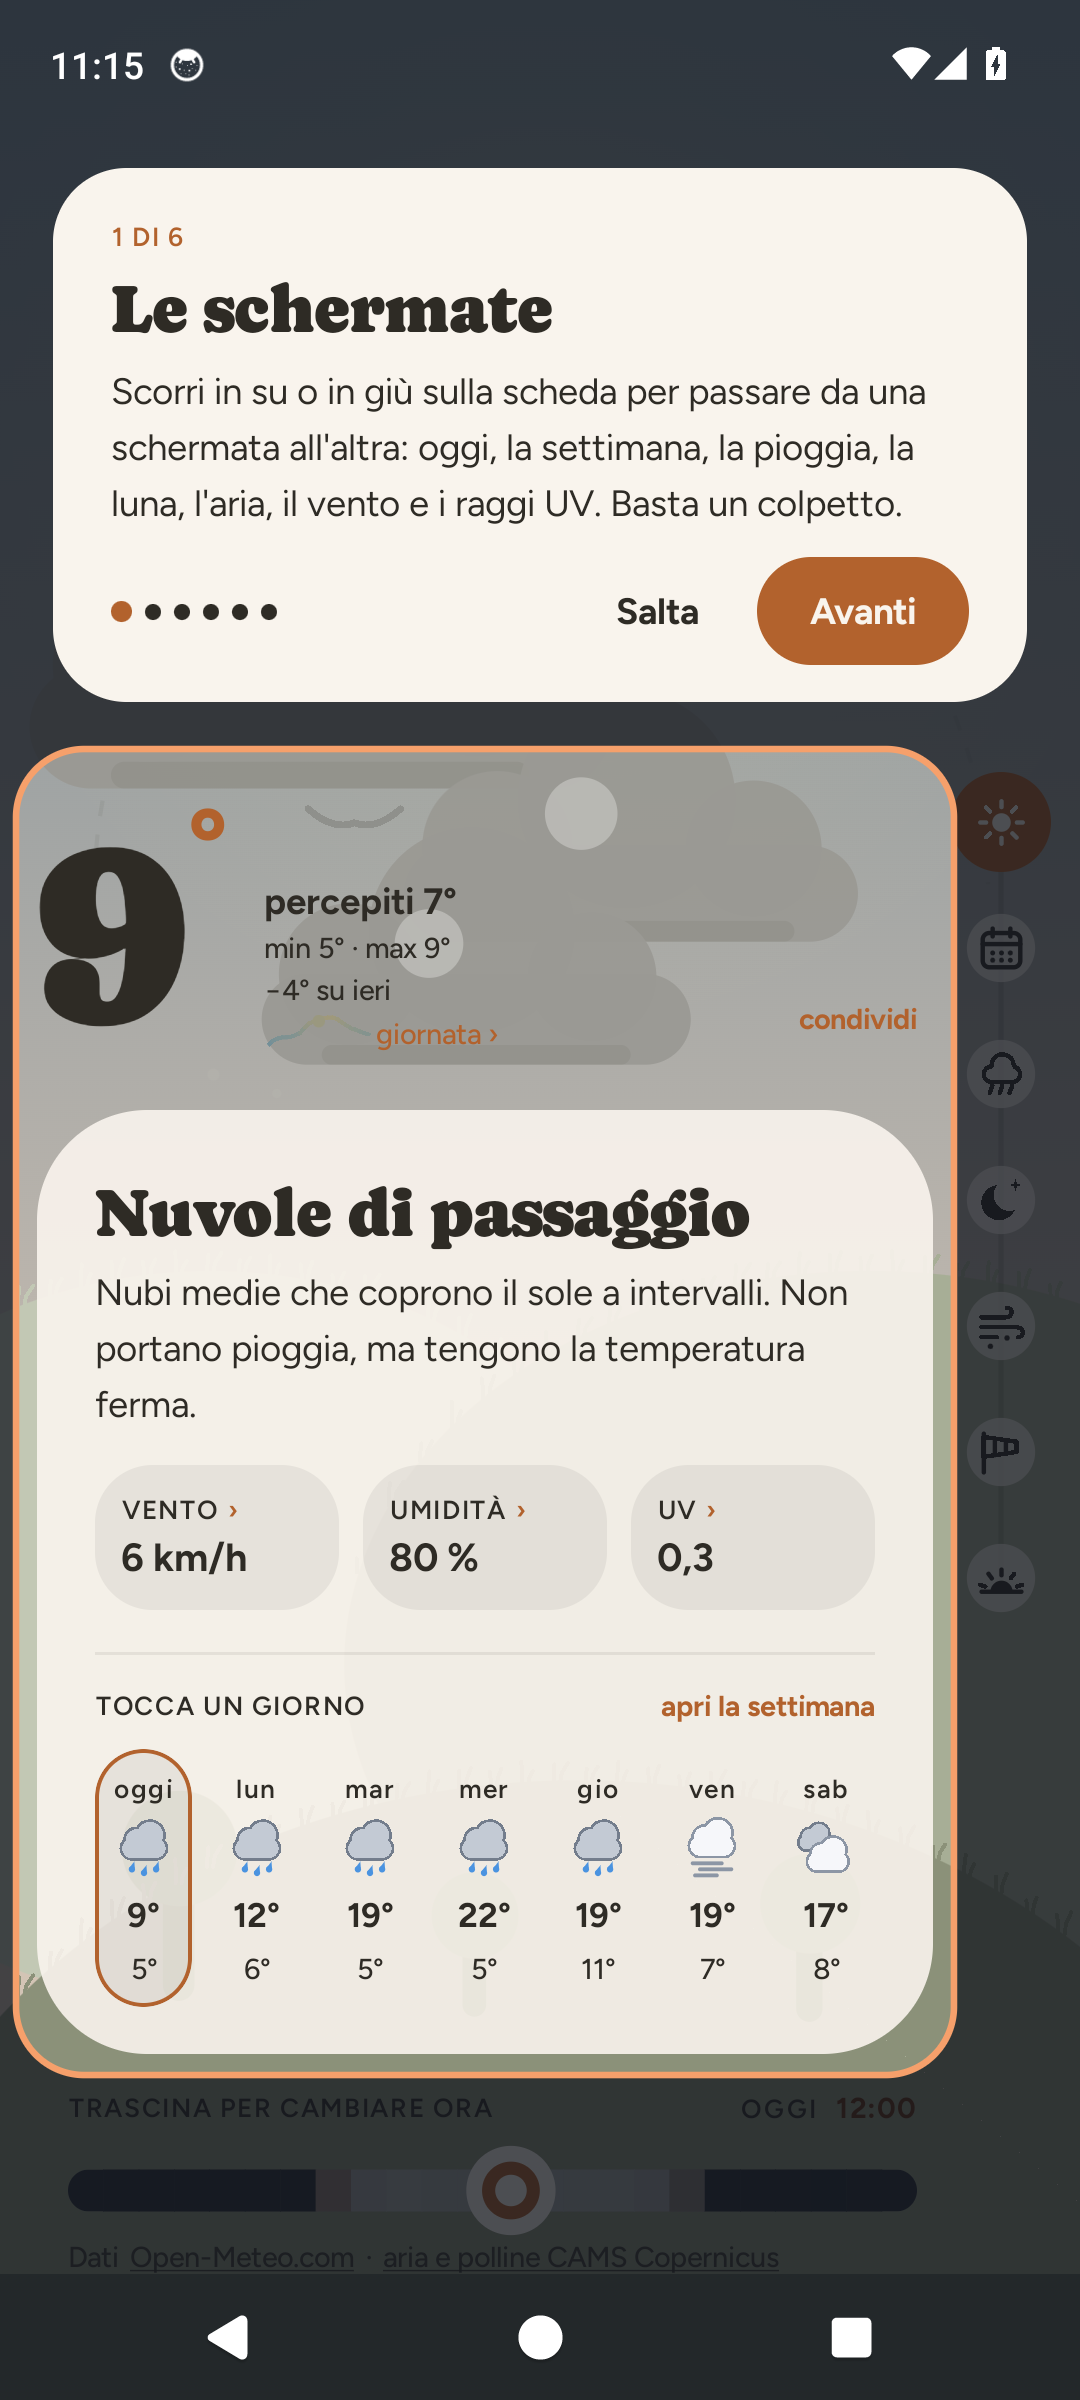 11:15
1 DI 6
Le schermate
Scorri in su o in giù sulla scheda per passare da una
schermata all'altra: oggi, la settimana, la pioggia, la
luna, l'aria, il vento e i raggi UV. Basta un colpetto.
Salta
Avanti
9
percepiti 7°
min 5° · max 9°
−4° su ieri
giornata ›
condividi
Nuvole di passaggio
Nubi medie che coprono il sole a intervalli. Non
portano pioggia, ma tengono la temperatura
ferma.
VENTO › UMIDITÀ › UV ›
6 km/h 80 % 0,3
TOCCA UN GIORNO apri la settimana
oggi lun mar mer gio ven sab
9° 12° 19° 22° 19° 19° 17°
5° 6° 5° 5° 11° 7° 8°
TRASCINA PER CAMBIARE ORA OGGI 12:00
Dati Open-Meteo.com · aria e polline CAMS Copernicus